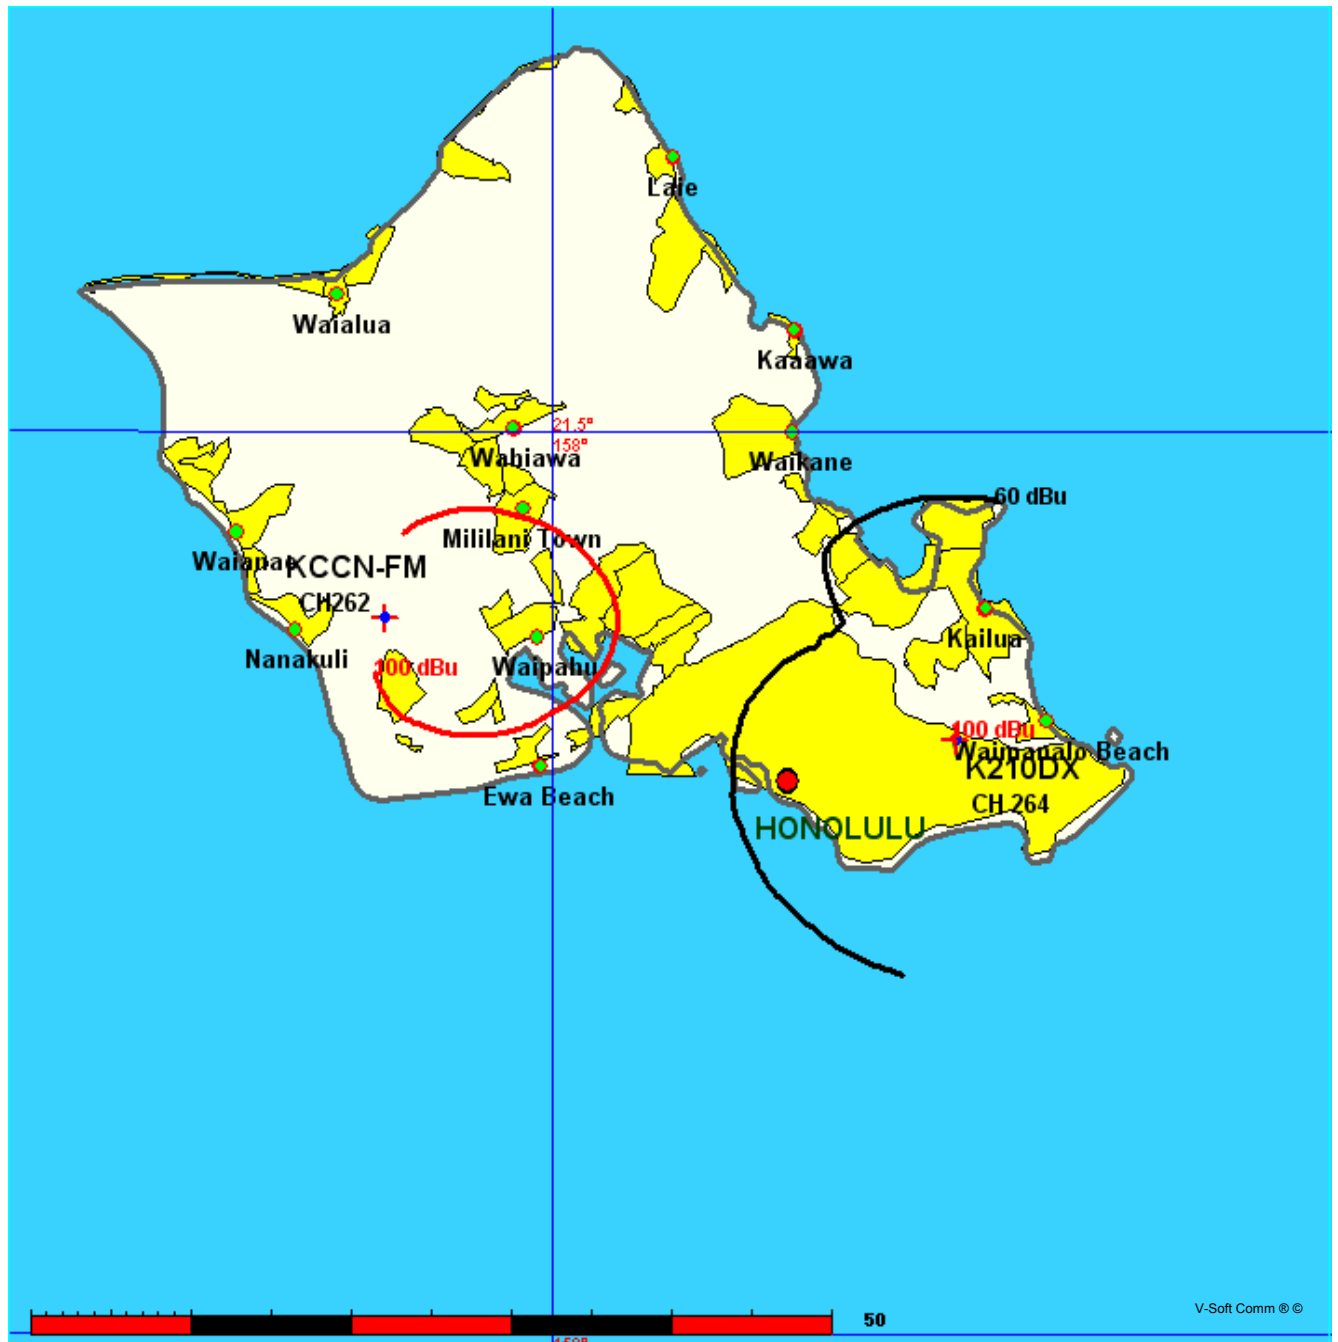 Laie
Waialua
Kaaawa
21.5°
158°
Wahiawa
Waikane
60 dBu
Mililani Town
Waianae
KCCN-FM
CH262
Kailua
Nanakuli
Waipahu
100 dBu
100 dBu
Waimanalo Beach
K210DX
CH 264
Ewa Beach
HONOLULU
V-Soft Comm ® ©
50